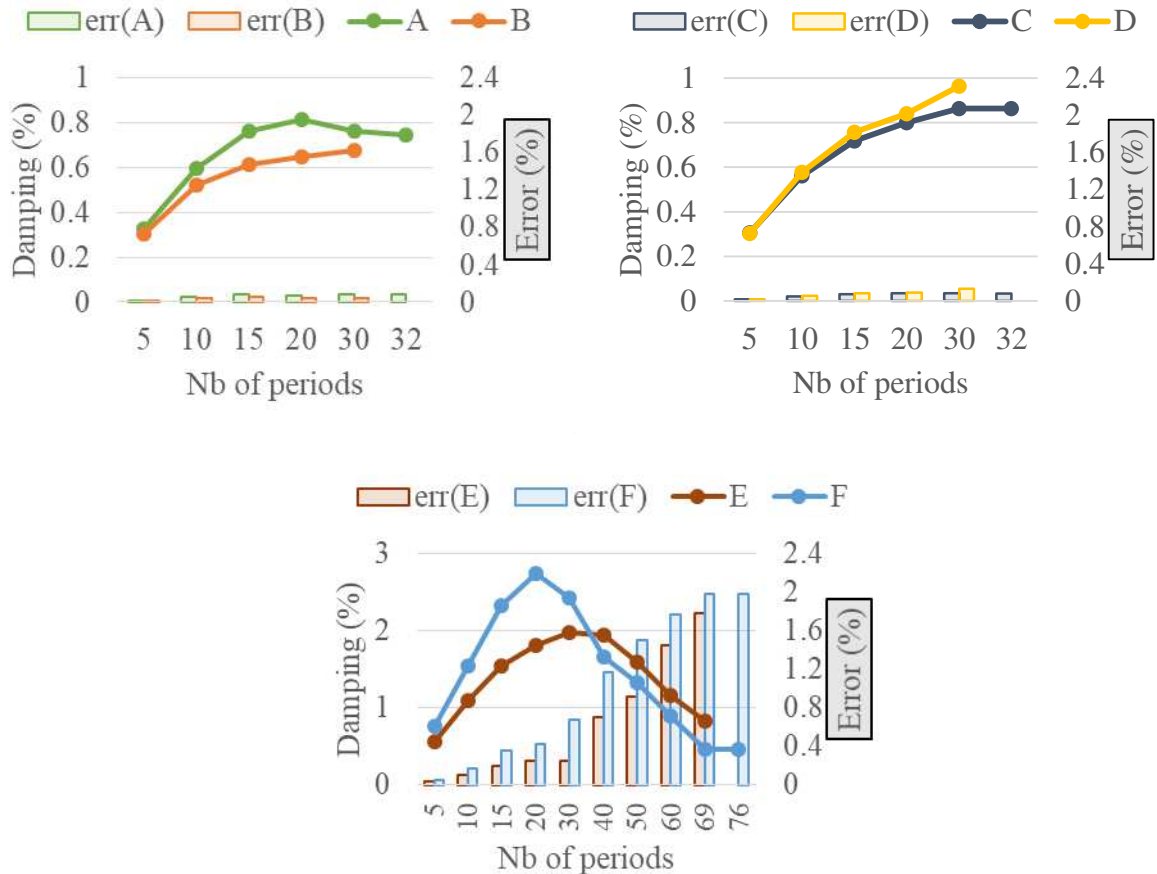 err(A) err(B) A B
1 2.4
0.8 2
0.6 1.6
0.4 1.2
0.2 0.8
0 0.4
0
Damping (%)
Error (%)
5 10 15 20 30 32
Nb of periods
err(C) err(D) C D
1 2.4
0.8 2
0.6 1.6
0.4 1.2
0.2 0.8
0 0.4
0
Damping (%)
Error (%)
5 10 15 20 30 32
Nb of periods
err(E) err(F) E F
3 2.4
2 2
1 1.6
0 1.2
0.8
0.4
0
Damping (%)
Error (%)
5 10 15 20 30 40 50 60 69 76
Nb of periods